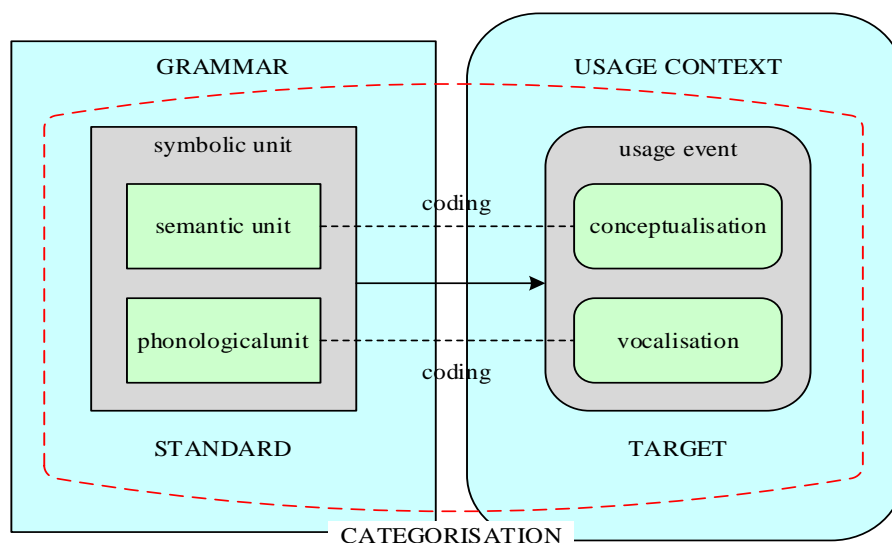 GRAMMAR
USAGE CONTEXT
symbolic unit
usage event
semantic unit
coding
conceptualisation
phonologicalunit
coding
vocalisation
STANDARD
TARGET
CATEGORISATION